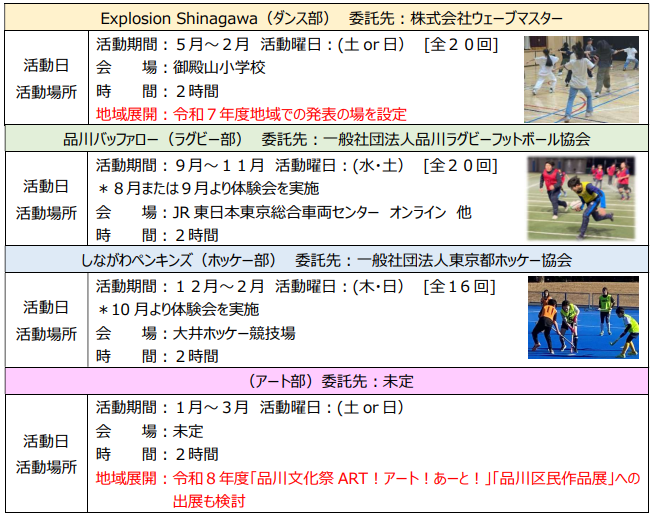 Explosion Shinagawa（ダンス部）　委託先：株式会社ウェーブマスター
活動日
活動場所
活動期間：５月～２月　活動曜日：(土 or 日）　[全２０回]
会　　場：御殿山小学校
時　　間：２時間
地域展開：令和７年度地域での発表の場を設定
品川バッファロー（ラグビー部）　委託先：一般社団法人品川ラグビーフットボール協会
活動日
活動場所
活動期間：９月～１１月　活動曜日：(水・土）　[全２０回]
＊８月または９月より体験会を実施
会　　場：JR 東日本東京総合車両センター　オンライン　他
時　　間：２時間
しながわペンキンズ（ホッケー部）　委託先：一般社団法人東京都ホッケー協会
活動日
活動場所
活動期間：１２月～２月　活動曜日：(木・日）　[全１６回]
＊10 月より体験会を実施
会　　場：大井ホッケー競技場
時　　間：２時間
（アート部）委託先：未定
活動日
活動場所
活動期間：１月～３月　活動曜日：(土 or 日）
会　　場：未定
時　　間：２時間
地域展開：令和８年度「品川文化祭 ART！アート！あーと！」「品川区民作品展」への
出展も検討